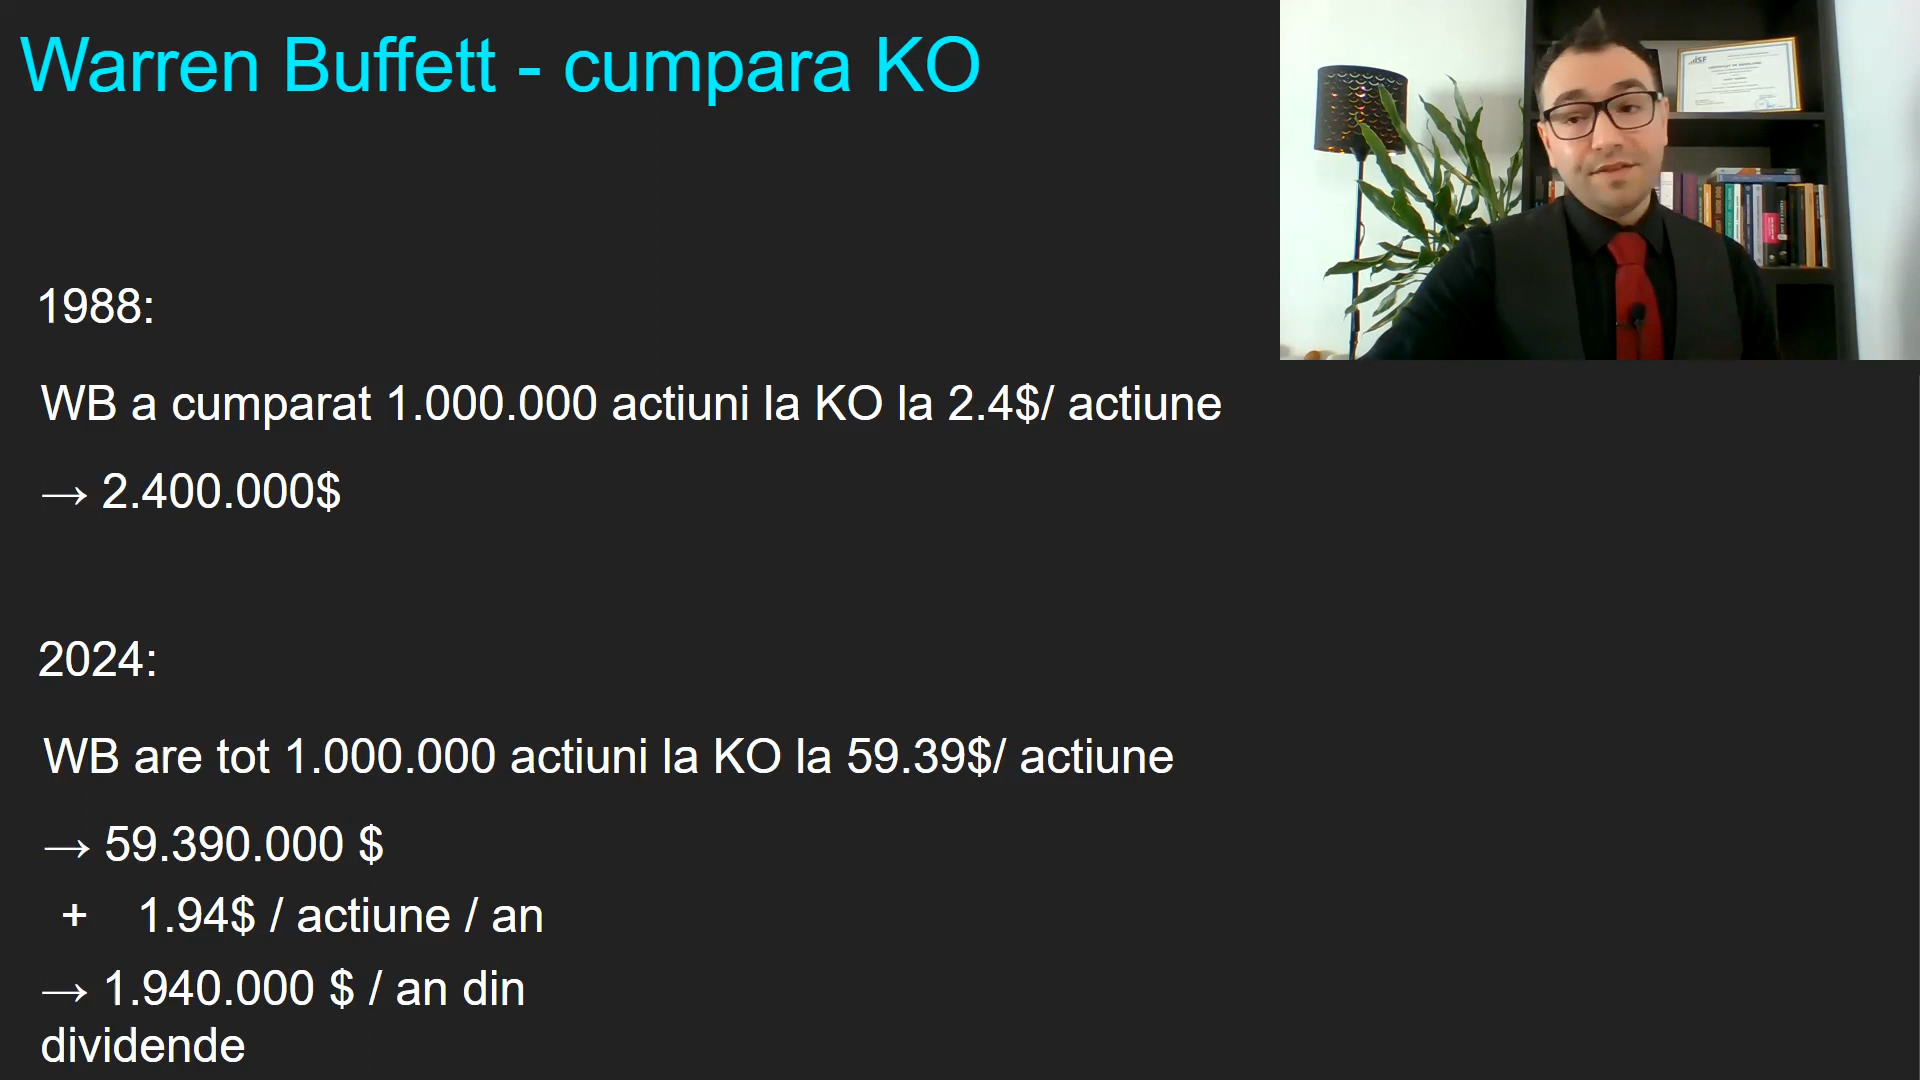 Warren Buffett - cumpara KO
ISF
1988:
WB a cumparat 1.000.000 actiuni la KO la 2.4$/ actiune
→ 2.400.000$
2024:
WB are tot 1.000.000 actiuni la KO la 59.39$/ actiune
→ 59.390.000 $
+ 1.94$ / actiune / an
→ 1.940.000 $ / an din
dividende